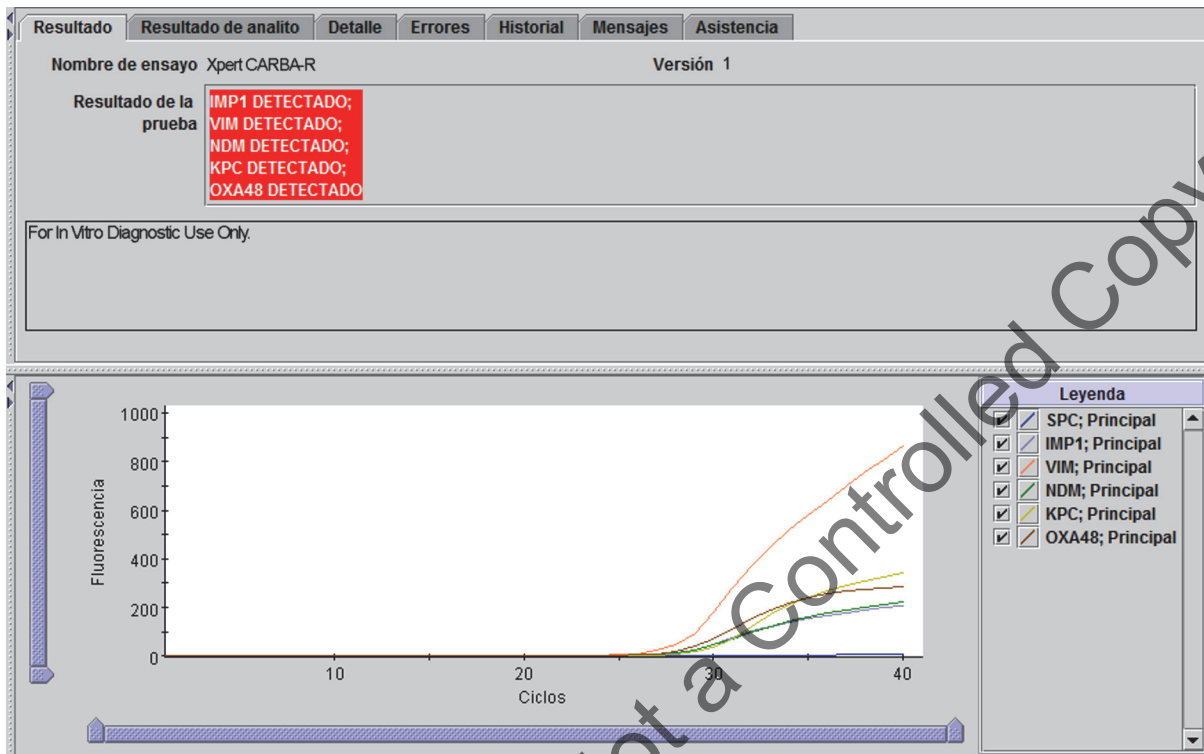 Resultado Resultado de analito Detalle Errores Historial Mensajes Asistencia
Nombre de ensayo Xpert CARBA-R Versión 1
Resultado de la prueba
IMP1 DETECTADO;
VIM DETECTADO;
NDM DETECTADO;
KPC DETECTADO;
OXA48 DETECTADO
For In Vitro Diagnostic Use Only.
Leyenda
SPC; Principal
IMP1; Principal
VIM; Principal
NDM; Principal
KPC; Principal
OXA48; Principal
Fluorescencia
1000
800
600
400
200
0
10 20 30 40
Ciclos
ot a Controlled Copy